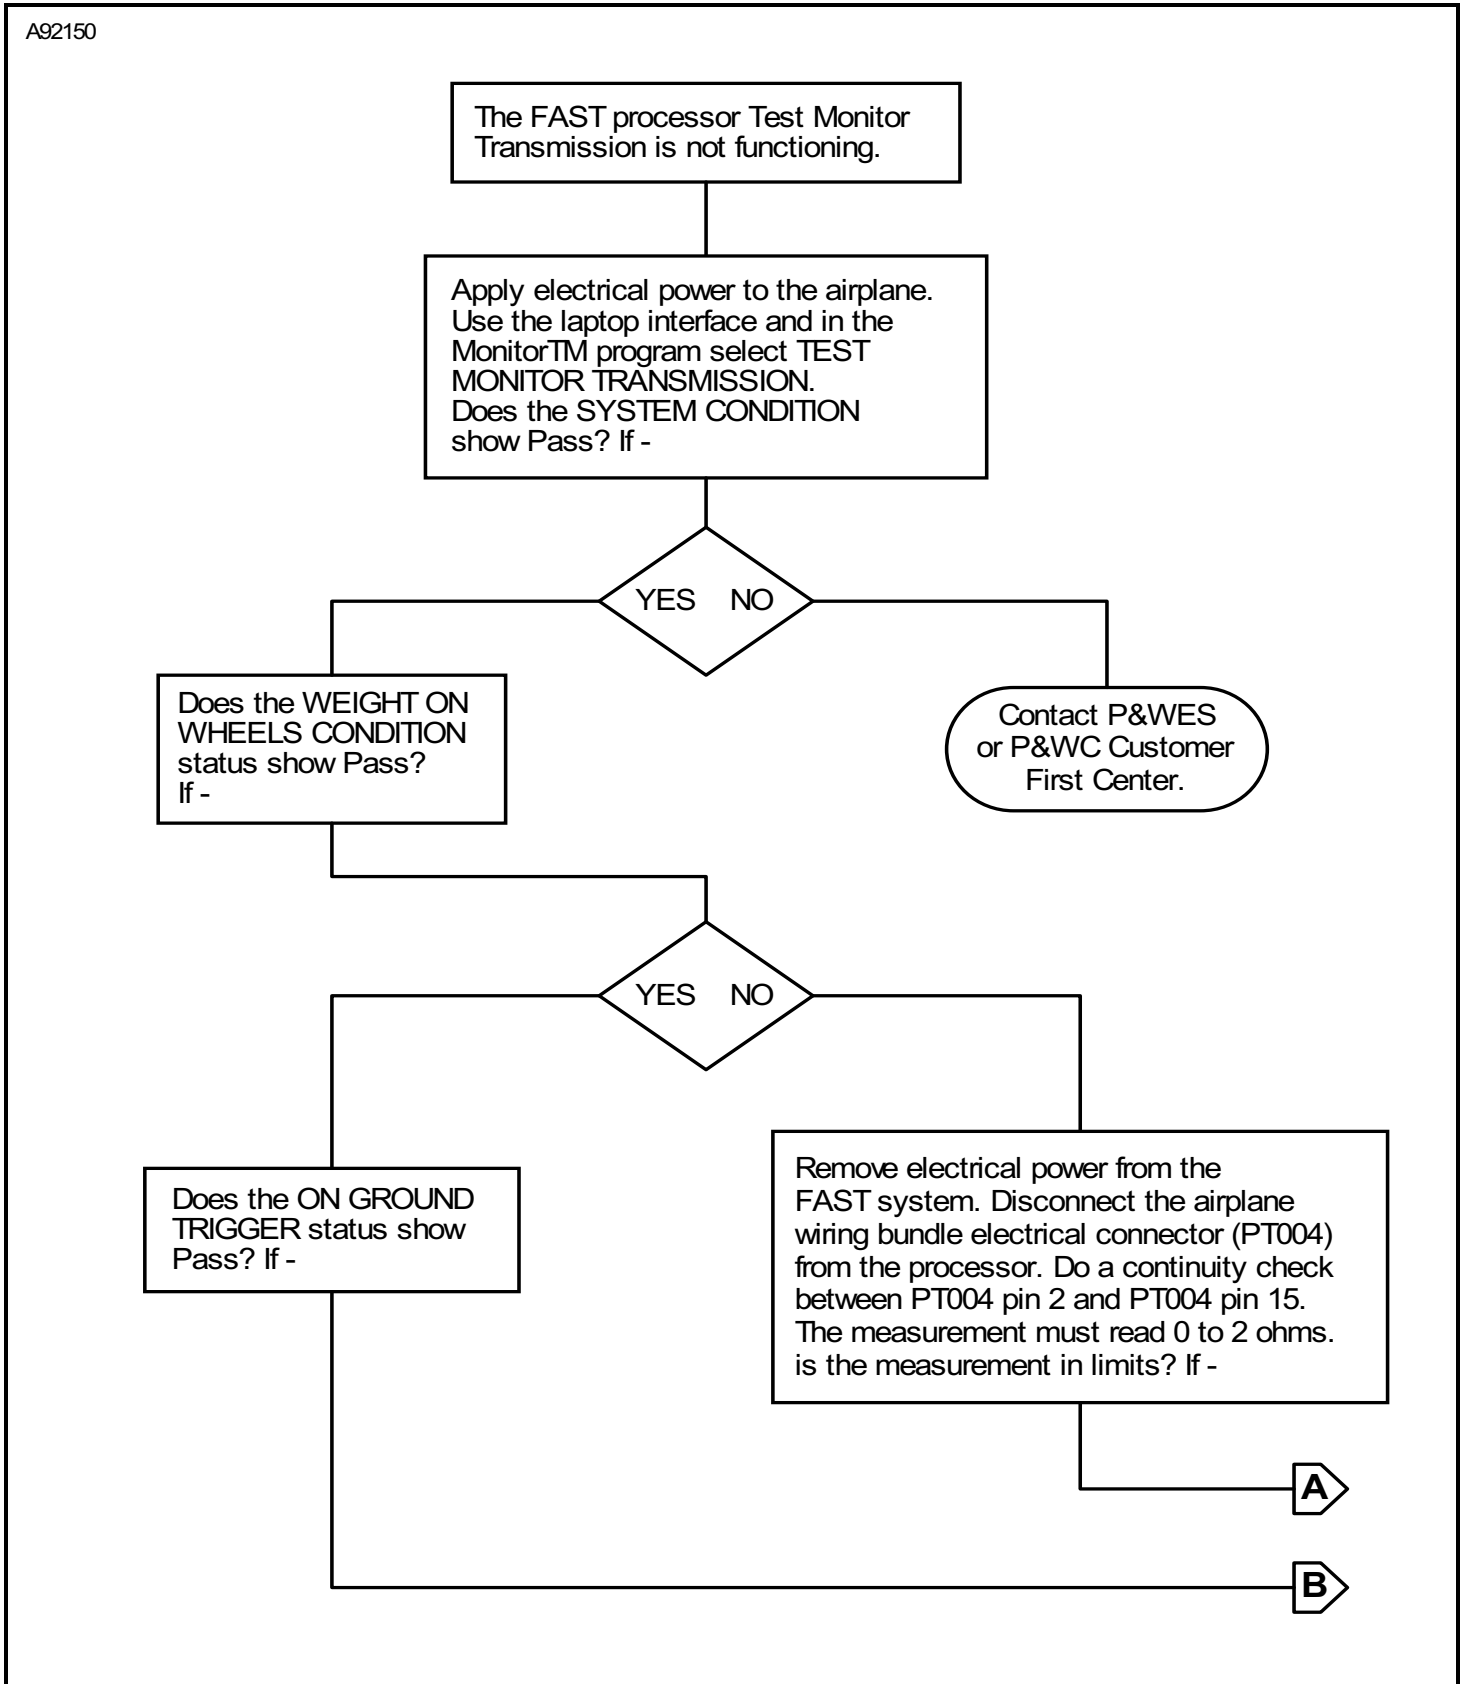 A92150
The FAST processor Test Monitor
Transmission is not functioning.
Apply electrical power to the airplane.
Use the laptop interface and in the
MonitorTM program select TEST
MONITOR TRANSMISSION.
Does the SYSTEM CONDITION
show Pass? If -
YES NO
Does the WEIGHT ON
WHEELS CONDITION
status show Pass?
If -
Contact P&WES
or P&WC Customer
First Center.
YES NO
Does the ON GROUND
TRIGGER status show
Pass? If -
Remove electrical power from the
FAST system. Disconnect the airplane
wiring bundle electrical connector (PT004)
from the processor. Do a continuity check
between PT004 pin 2 and PT004 pin 15.
The measurement must read 0 to 2 ohms.
is the measurement in limits? If -
A
B